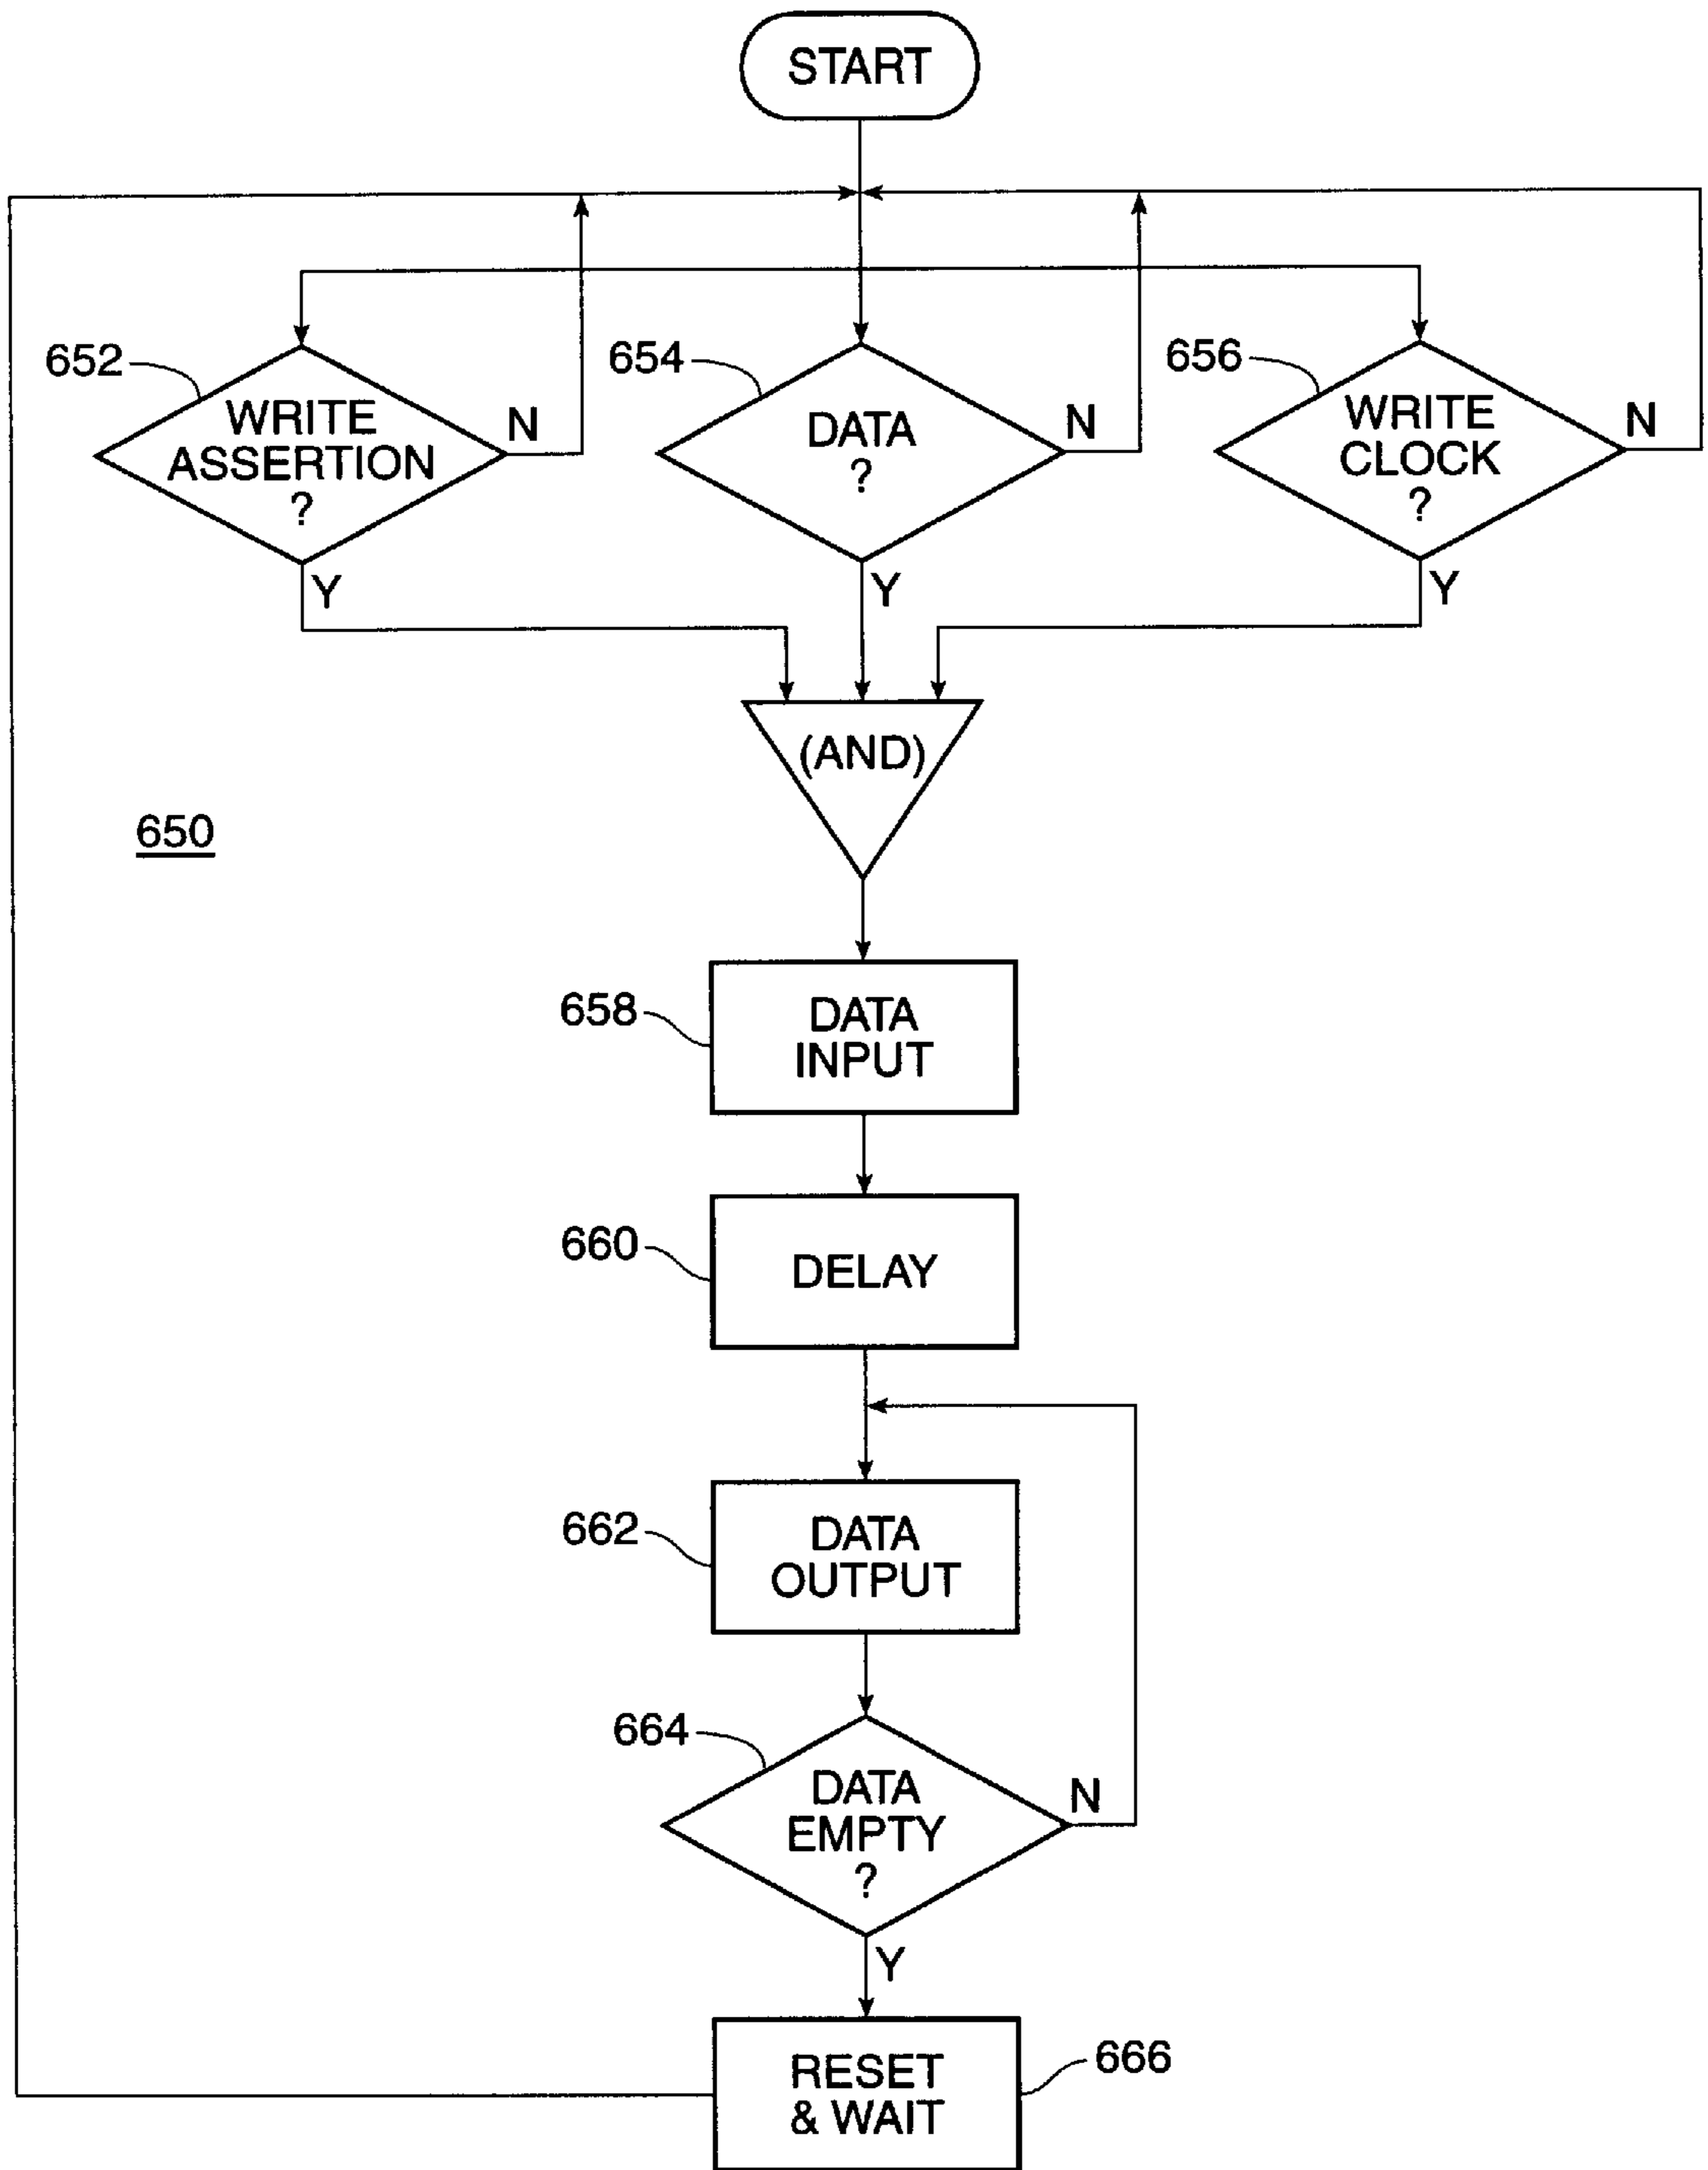 START
652
WRITE
ASSERTION
?
N
Y
654
DATA
?
N
Y
656
WRITE
CLOCK
?
N
Y
(AND)
650
658
DATA
INPUT
660
DELAY
662
DATA
OUTPUT
664
DATA
EMPTY
?
N
Y
RESET
& WAIT
666